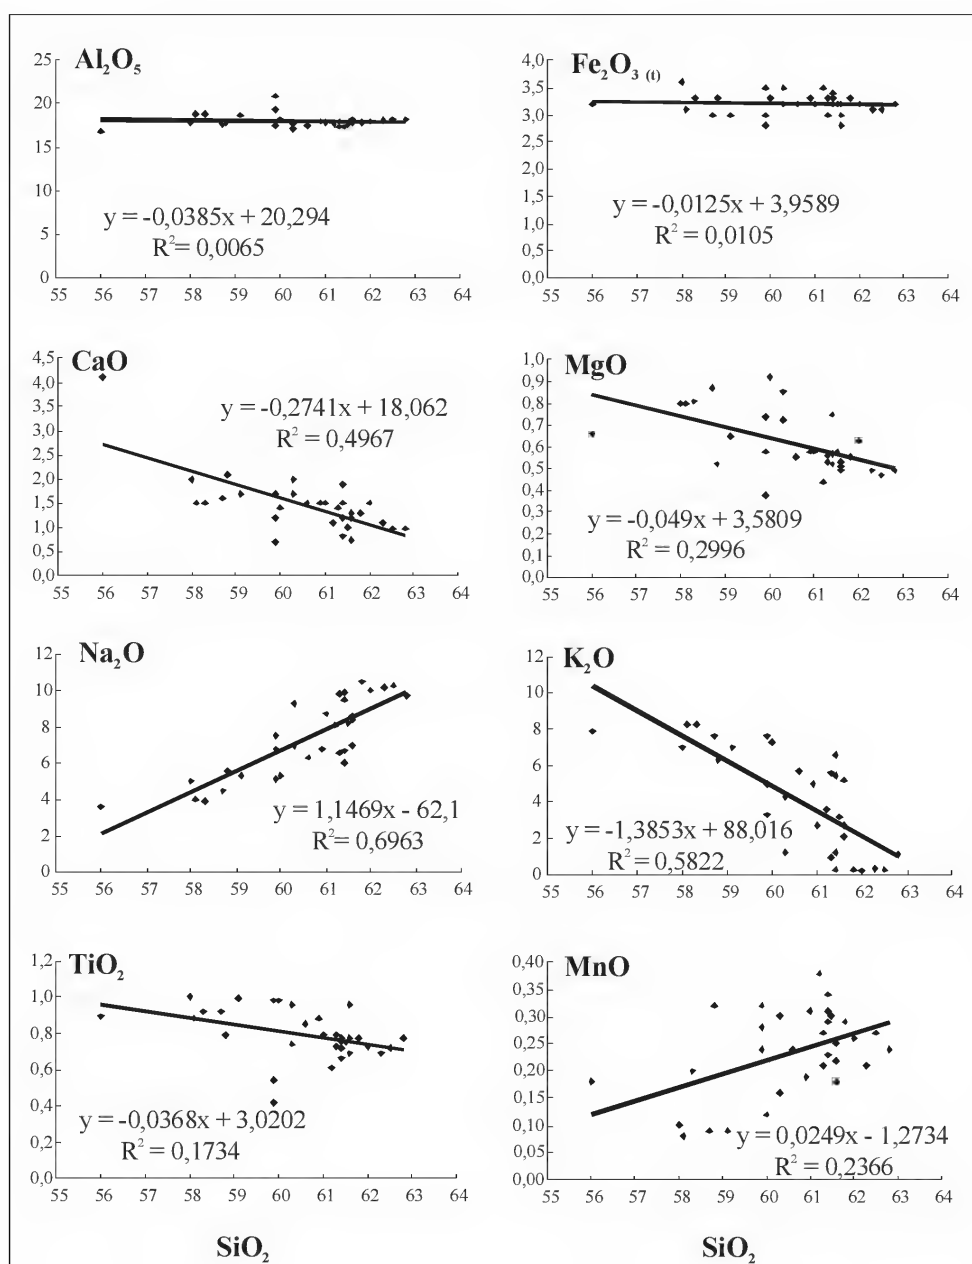 Al₂O₅
25
20
15
10
5
0
y = -0,0385x + 20,294
R² = 0,0065
55 56 57 58 59 60 61 62 63 64
Fe₂O₃ (t)
4,0
3,5
3,0
2,5
2,0
1,5
1,0
0,5
0,0
y = -0,0125x + 3,9589
R² = 0,0105
55 56 57 58 59 60 61 62 63 64
CaO
4,5
4,0
3,5
3,0
2,5
2,0
1,5
1,0
0,5
0,0
y = -0,2741x + 18,062
R² = 0,4967
55 56 57 58 59 60 61 62 63 64
MgO
1,0
0,9
0,8
0,7
0,6
0,5
0,4
0,3
0,2
0,1
0,0
y = -0,049x + 3,5809
R² = 0,2996
55 56 57 58 59 60 61 62 63 64
Na₂O
12
10
8
6
4
2
0
y = 1,1469x - 62,1
R² = 0,6963
55 56 57 58 59 60 61 62 63 64
K₂O
12
10
8
6
4
2
0
y = -1,3853x + 88,016
R² = 0,5822
55 56 57 58 59 60 61 62 63 64
TiO₂
1,2
1,0
0,8
0,6
0,4
0,2
0,0
y = -0,0368x + 3,0202
R² = 0,1734
55 56 57 58 59 60 61 62 63 64
MnO
0,40
0,35
0,30
0,25
0,20
0,15
0,10
0,05
0,00
y = 0,0249x - 1,2734
R² = 0,2366
55 56 57 58 59 60 61 62 63 64
SiO₂
SiO₂